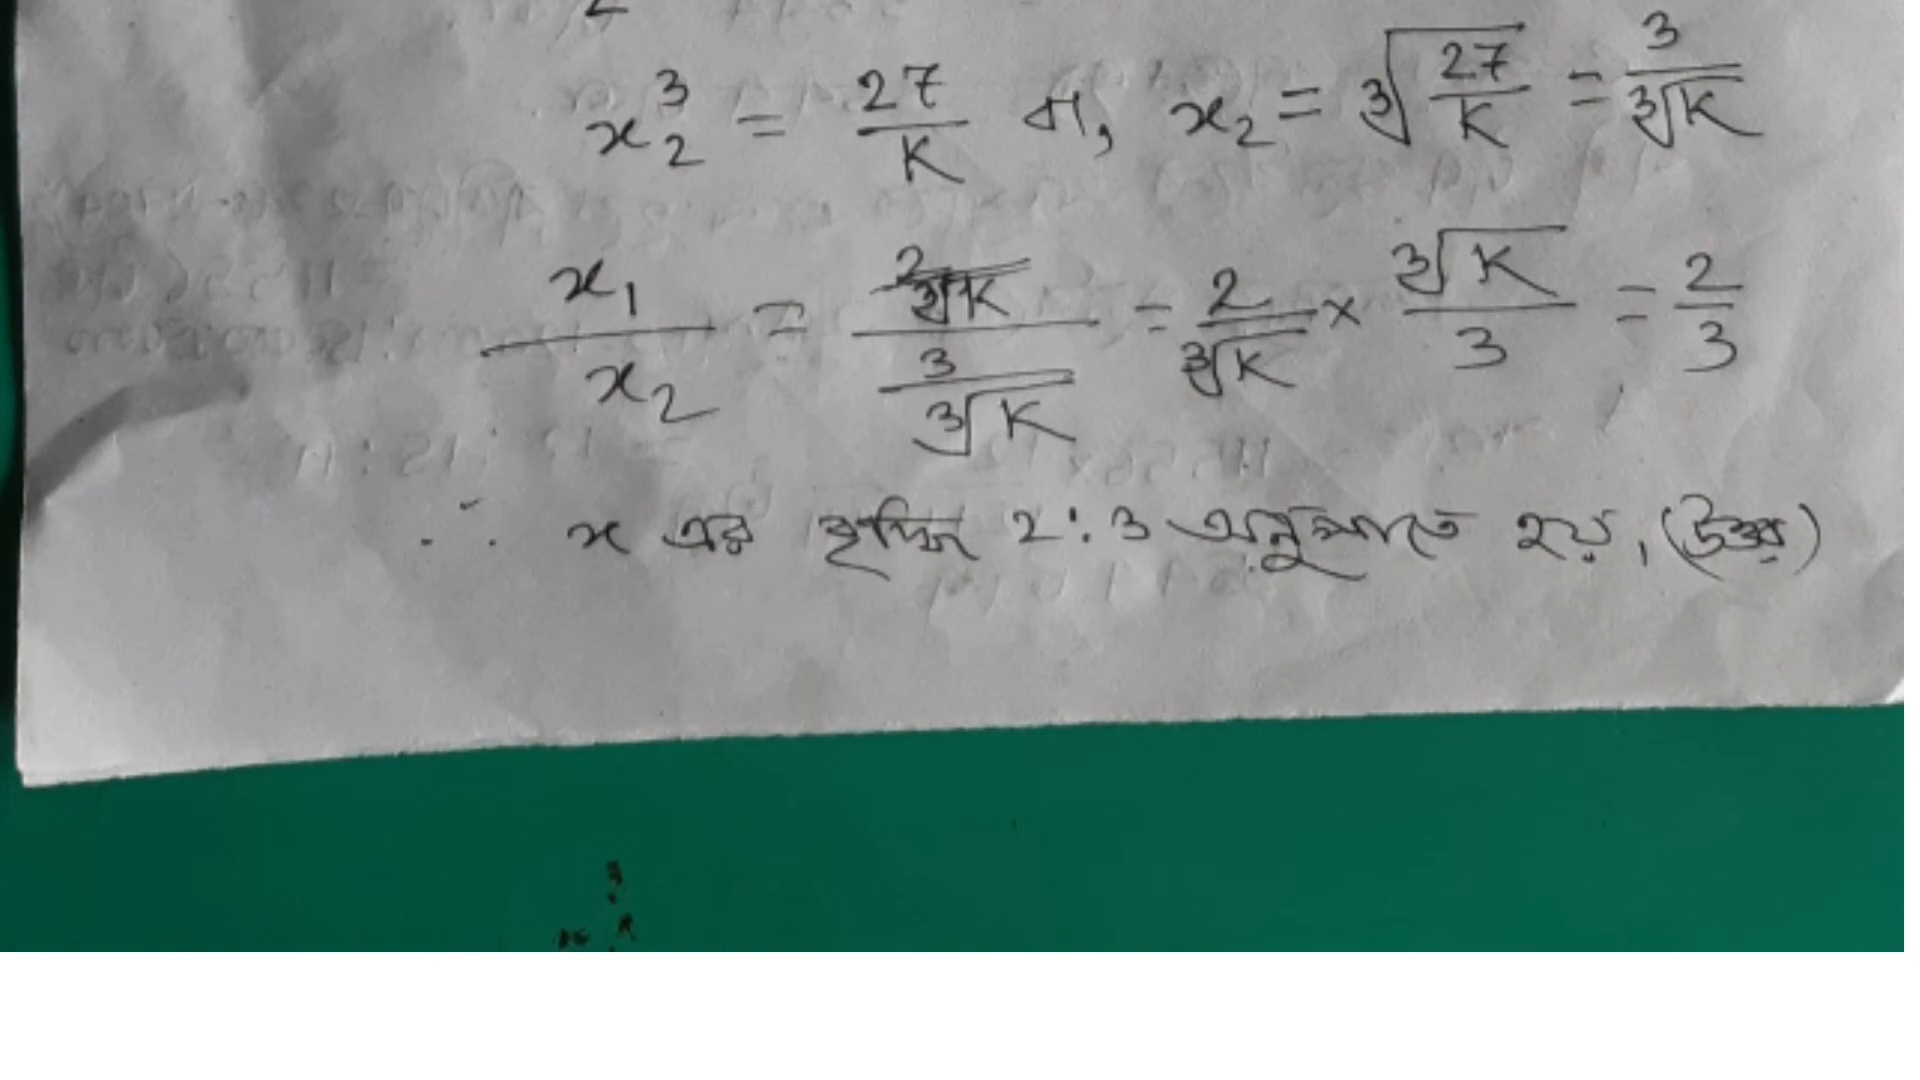 x₂³ = 27/K বা, x₂ = ∛(27/K) = 3/∛K
x₁/x₂ = (2/∛K)/(3/∛K) = 2/∛K × ∛K/3 = 2/3
∴ x এর বৃদ্ধি 2:3 অনুপাতে হয়, (উত্তর)